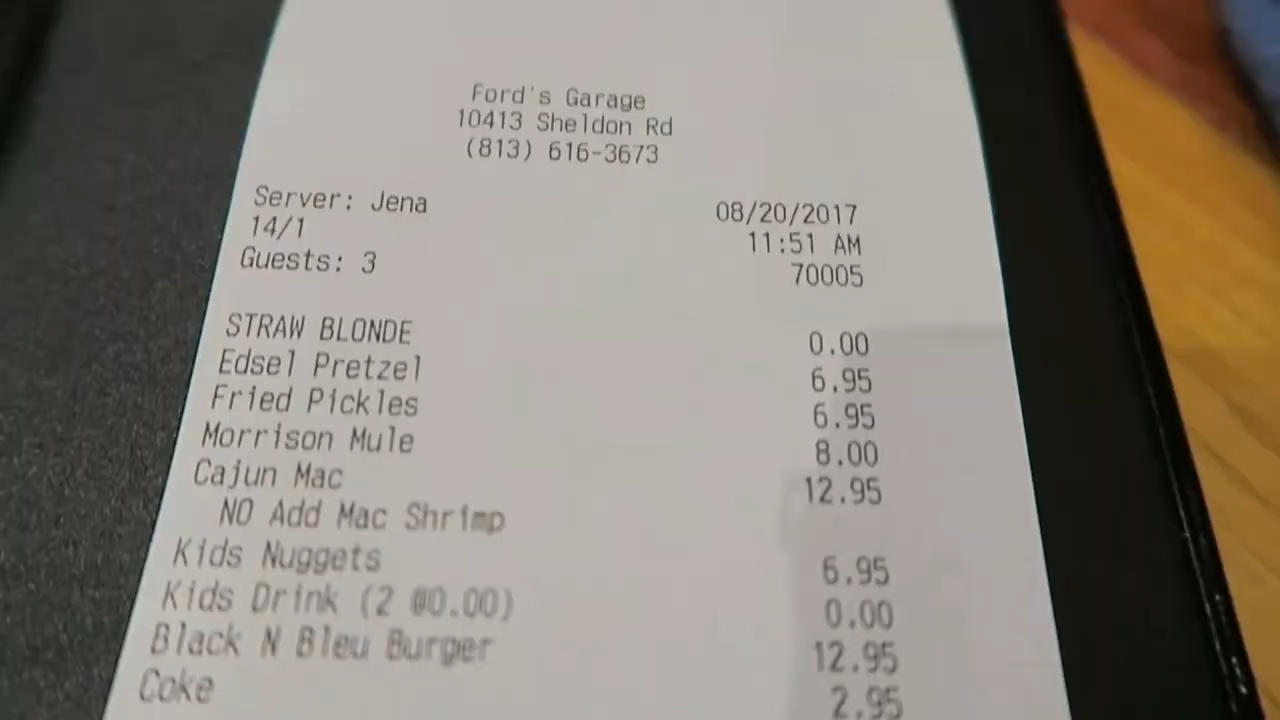 Ford's Garage
10413 Sheldon Rd
(813) 616-3673
Server: Jena 08/20/2017
14/1 11:51 AM
Guests: 3 70005
STRAW BLONDE 0.00
Edsel Pretzel 6.95
Fried Pickles 6.95
Morrison Mule 8.00
Cajun Mac 12.95
NO Add Mac Shrimp
Kids Nuggets 6.95
Kids Drink (2 @0.00) 0.00
Black N Bleu Burger 12.95
Coke 2.95